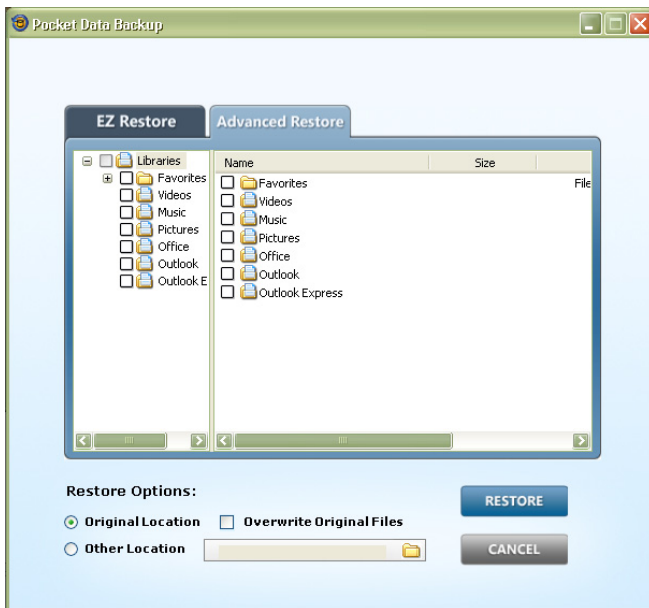 Pocket Data Backup
EZ Restore
Advanced Restore
Libraries
Favorites
Videos
Music
Pictures
Office
Outlook
Outlook E
Name Size
Favorites File
Videos
Music
Pictures
Office
Outlook
Outlook Express
Restore Options:
Original Location Overwrite Original Files
Other Location
RESTORE
CANCEL